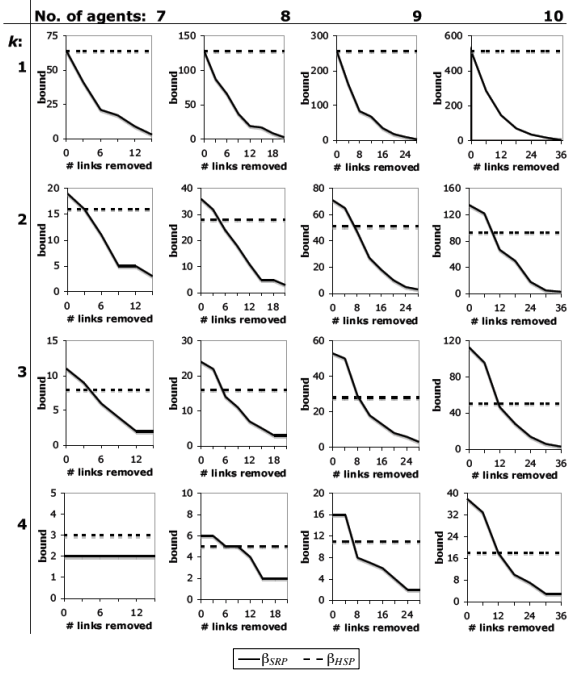 No. of agents: 7 8 9 10
k:
1
75 150 300 600
50 100 200 400
25 50 100 200
0 0 0 0
bound bound bound bound
0 6 12 0 6 12 18 0 8 16 24 0 12 24 36
# links removed # links removed # links removed # links removed
2
20 40 80 160
15 30 60 120
10 20 40 80
5 10 20 40
0 0 0 0
bound bound bound bound
0 6 12 0 6 12 18 0 8 16 24 0 12 24 36
# links removed # links removed # links removed # links removed
3
15 30 60 120
10 20 40 80
5 10 20 40
0 0 0 0
bound bound bound bound
0 6 12 0 6 12 18 0 8 16 24 0 12 24 36
# links removed # links removed # links removed # links removed
4
5 10 20 40
4 8 16 32
3 6 12 24
2 4 8 16
1 2 4 8
0 0 0 0
bound bound bound bound
0 4 8 12 0 6 12 18 0 8 16 24 0 12 24 36
# links removed # links removed # links removed # links removed
βSRP βHSP